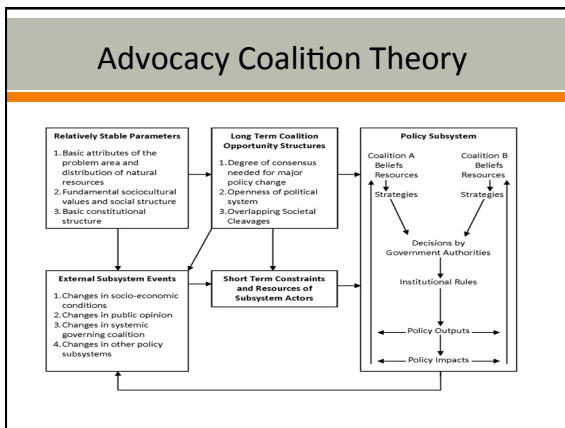 Advocacy Coalition Theory
Relatively Stable Parameters
1. Basic attributes of the
problem area and
distribution of natural
resources
2. Fundamental sociocultural
values and social structure
3. Basic constitutional
structure
Long Term Coalition
Opportunity Structures
1. Degree of consensus
needed for major
policy change
2. Openness of political
system
3. Overlapping Societal
Cleavages
Policy Subsystem
Coalition A
Beliefs
Resources
Strategies
Coalition B
Beliefs
Resources
Strategies
Decisions by
Government Authorities
Institutional Rules
Policy Outputs
Policy Impacts
External Subsystem Events
1. Changes in socio-economic
conditions
2. Changes in public opinion
3. Changes in systemic
governing coalition
4. Changes in other policy
subsystems
Short Term Constraints
and Resources of
Subsystem Actors